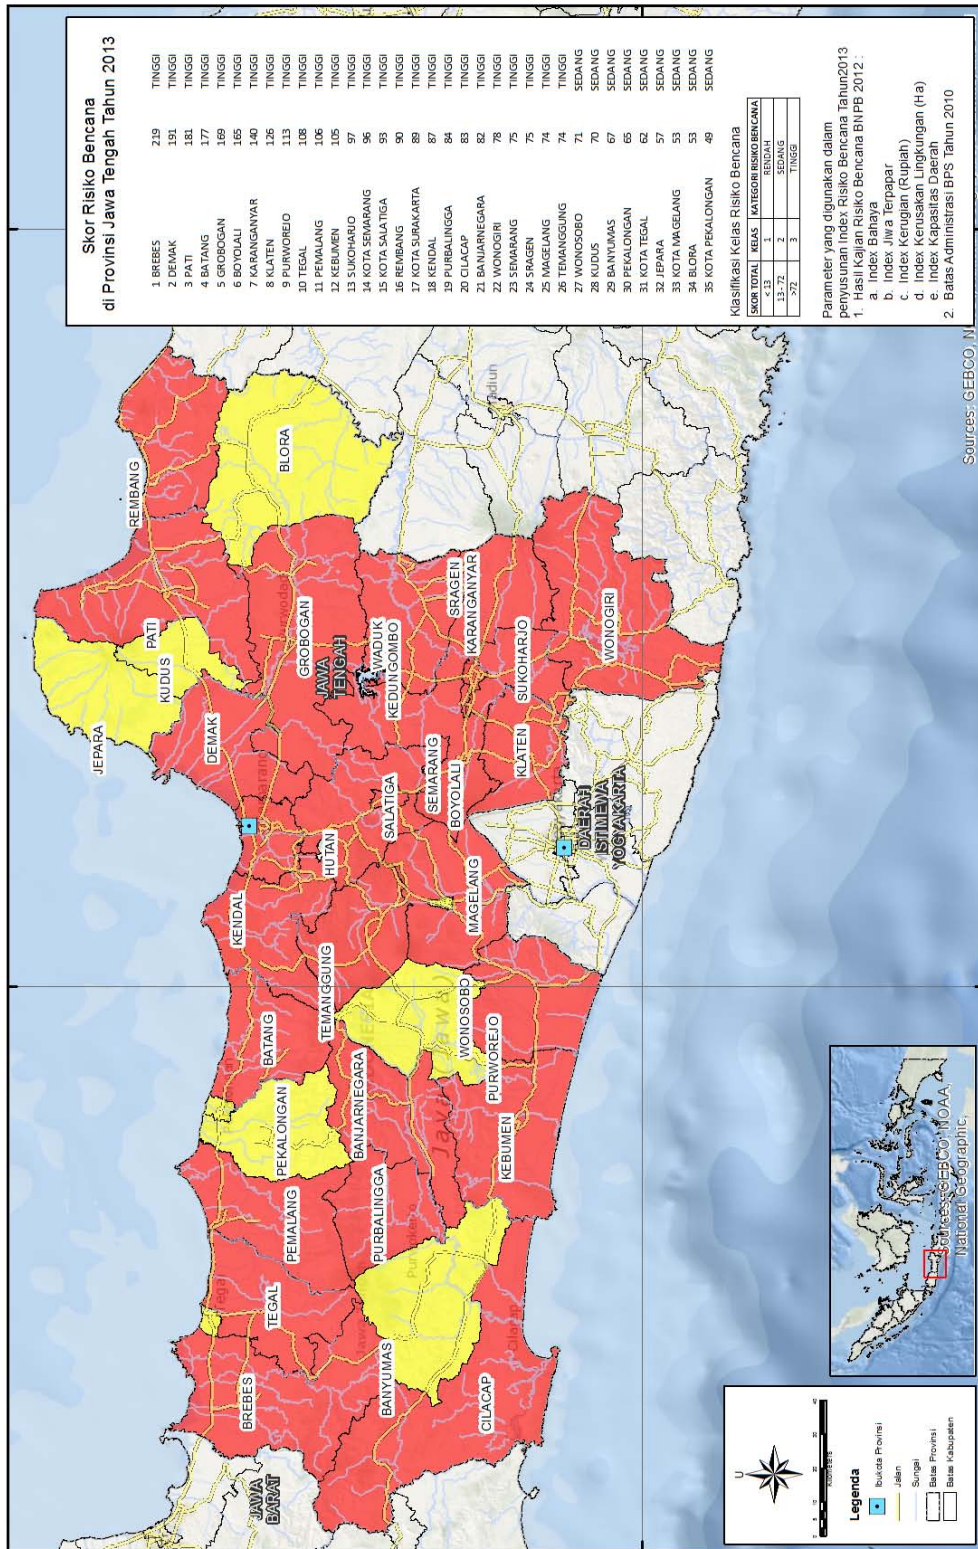 Skor Risiko Bencana
di Provinsi Jawa Tengah Tahun 2013
1 BREBES 219 TINGGI
2 DEMAK 191 TINGGI
3 PATI 181 TINGGI
4 BATANG 177 TINGGI
5 GROBOGAN 169 TINGGI
6 BOYOLALI 165 TINGGI
7 KARANGANYAR 140 TINGGI
8 KLATEN 126 TINGGI
9 PURWOREJO 113 TINGGI
10 TEGAL 108 TINGGI
11 PEMALANG 106 TINGGI
12 KEBUMEN 105 TINGGI
13 SUKOHARJO 97 TINGGI
14 KOTA SEMARANG 96 TINGGI
15 KOTA SALATIGA 93 TINGGI
16 REMBANG 90 TINGGI
17 KOTA SURAKARTA 89 TINGGI
18 KENDAL 87 TINGGI
19 PURBALINGGA 84 TINGGI
20 CILACAP 83 TINGGI
21 BANJARNEGARA 82 TINGGI
22 WONOGIRI 78 TINGGI
23 SEMARANG 75 TINGGI
24 SRAGEN 75 TINGGI
25 MAGELANG 74 TINGGI
26 TEMANGGUNG 74 TINGGI
27 WONOSOBO 71 SEDANG
28 KUDUS 70 SEDANG
29 BANYUMAS 67 SEDANG
30 PEKALONGAN 65 SEDANG
31 KOTA TEGAL 62 SEDANG
32 JEPARA 57 SEDANG
33 KOTA MAGELANG 53 SEDANG
34 BLORA 53 SEDANG
35 KOTA PEKALONGAN 49 SEDANG
Klasifikasi Kelas Risiko Bencana
SKOR TOTAL KELAS KATEGORI RISIKO BENCANA
< 13 1 RENDAH
13 - 72 2 SEDANG
>72 3 TINGGI
Parameter yang digunakan dalam
penyusunan Index Risiko Bencana Tahun2013
1. Hasil Kajian Risiko Bencana BNPB 2012 :
a. Index Bahaya
b. Index Jiwa Terpapar
c. Index Kerugian (Rupiah)
d. Index Kerusakan Lingkungan (Ha)
e. Index Kapasitas Daerah
2. Batas Administrasi BPS Tahun 2010
JEPARA
REMBANG
PATI
KUDUS
DEMAK
BLORA
KENDAL
GROBOGAN
JAWA
TENGAH
HUTAN
WADUK
KEDUNGOMBO
BATANG
PEKALONGAN
PEMALANG
TEGAL
BREBES
TEMANGGUNG
SALATIGA
SEMARANG
BOYOLALI
SRAGEN
KARANGANYAR
BANJARNEGARA
PURBALINGGA
BANYUMAS
WONOSOBO
MAGELANG
KLATEN
SUKOHARJO
PURWOREJO
KEBUMEN
CILACAP
Cilacap
WONOGIRI
DAERAH
ISTIMEWA
YOGYAKARTA
JAWA
BARAT
Sources: GEBCO, N
Sources: GEBCO, NOAA,
National Geographic,
U
Kilometers
Legenda
Ibukota Provinsi
Jalan
Sungai
Batas Provinsi
Batas Kabupaten